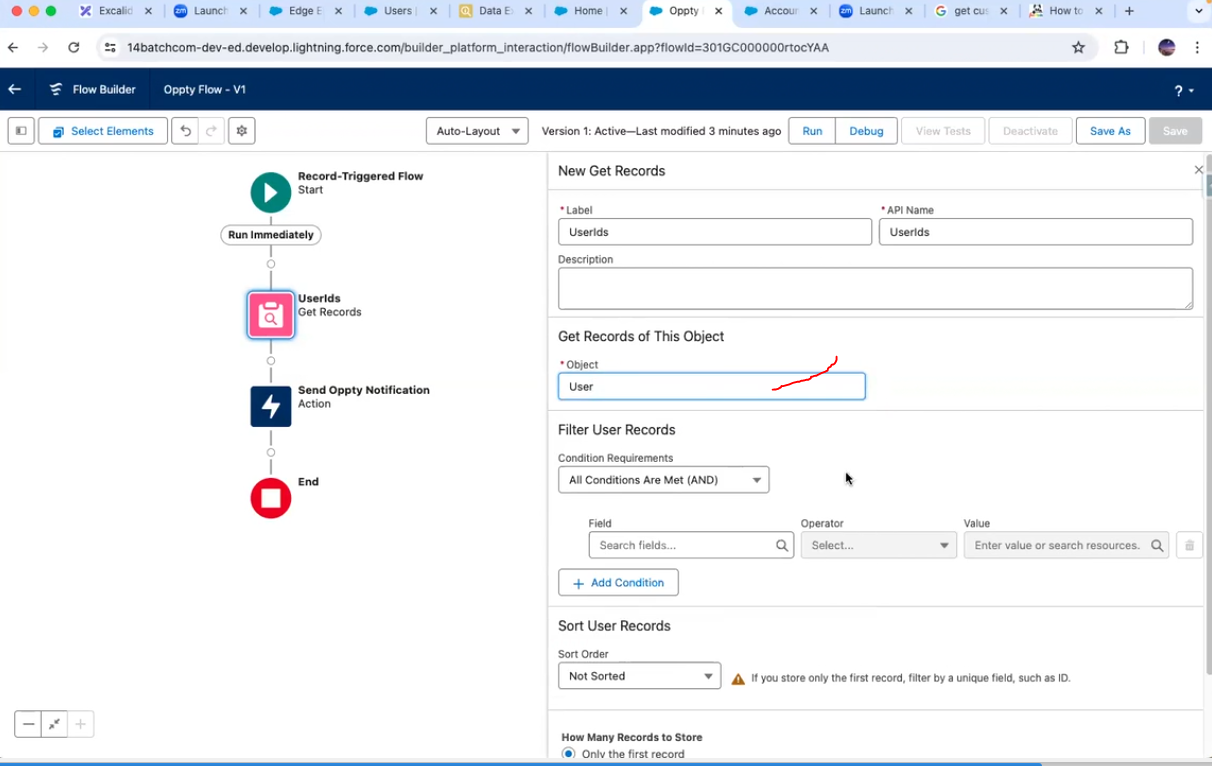 Excalid
Launch
Edge E
Users |
Data Ex
Home
Oppty
Accour
Launch
get cus
How to
14batchcom-dev-ed.develop.lightning.force.com/builder_platform_interaction/flowBuilder.app?flowId=301GC000000rtocYAA
Flow Builder Oppty Flow - V1 ?
Select Elements Auto-Layout Version 1: Active—Last modified 3 minutes ago Run Debug View Tests Deactivate Save As Save
Record-Triggered Flow
Start
Run Immediately
UserIds
Get Records
Send Oppty Notification
Action
End
New Get Records
* Label * API Name
UserIds UserIds
Description
Get Records of This Object
* Object
User
Filter User Records
Condition Requirements
All Conditions Are Met (AND)
Field Operator Value
Search fields... Select... Enter value or search resources.
+ Add Condition
Sort User Records
Sort Order
Not Sorted If you store only the first record, filter by a unique field, such as ID.
How Many Records to Store
Only the first record